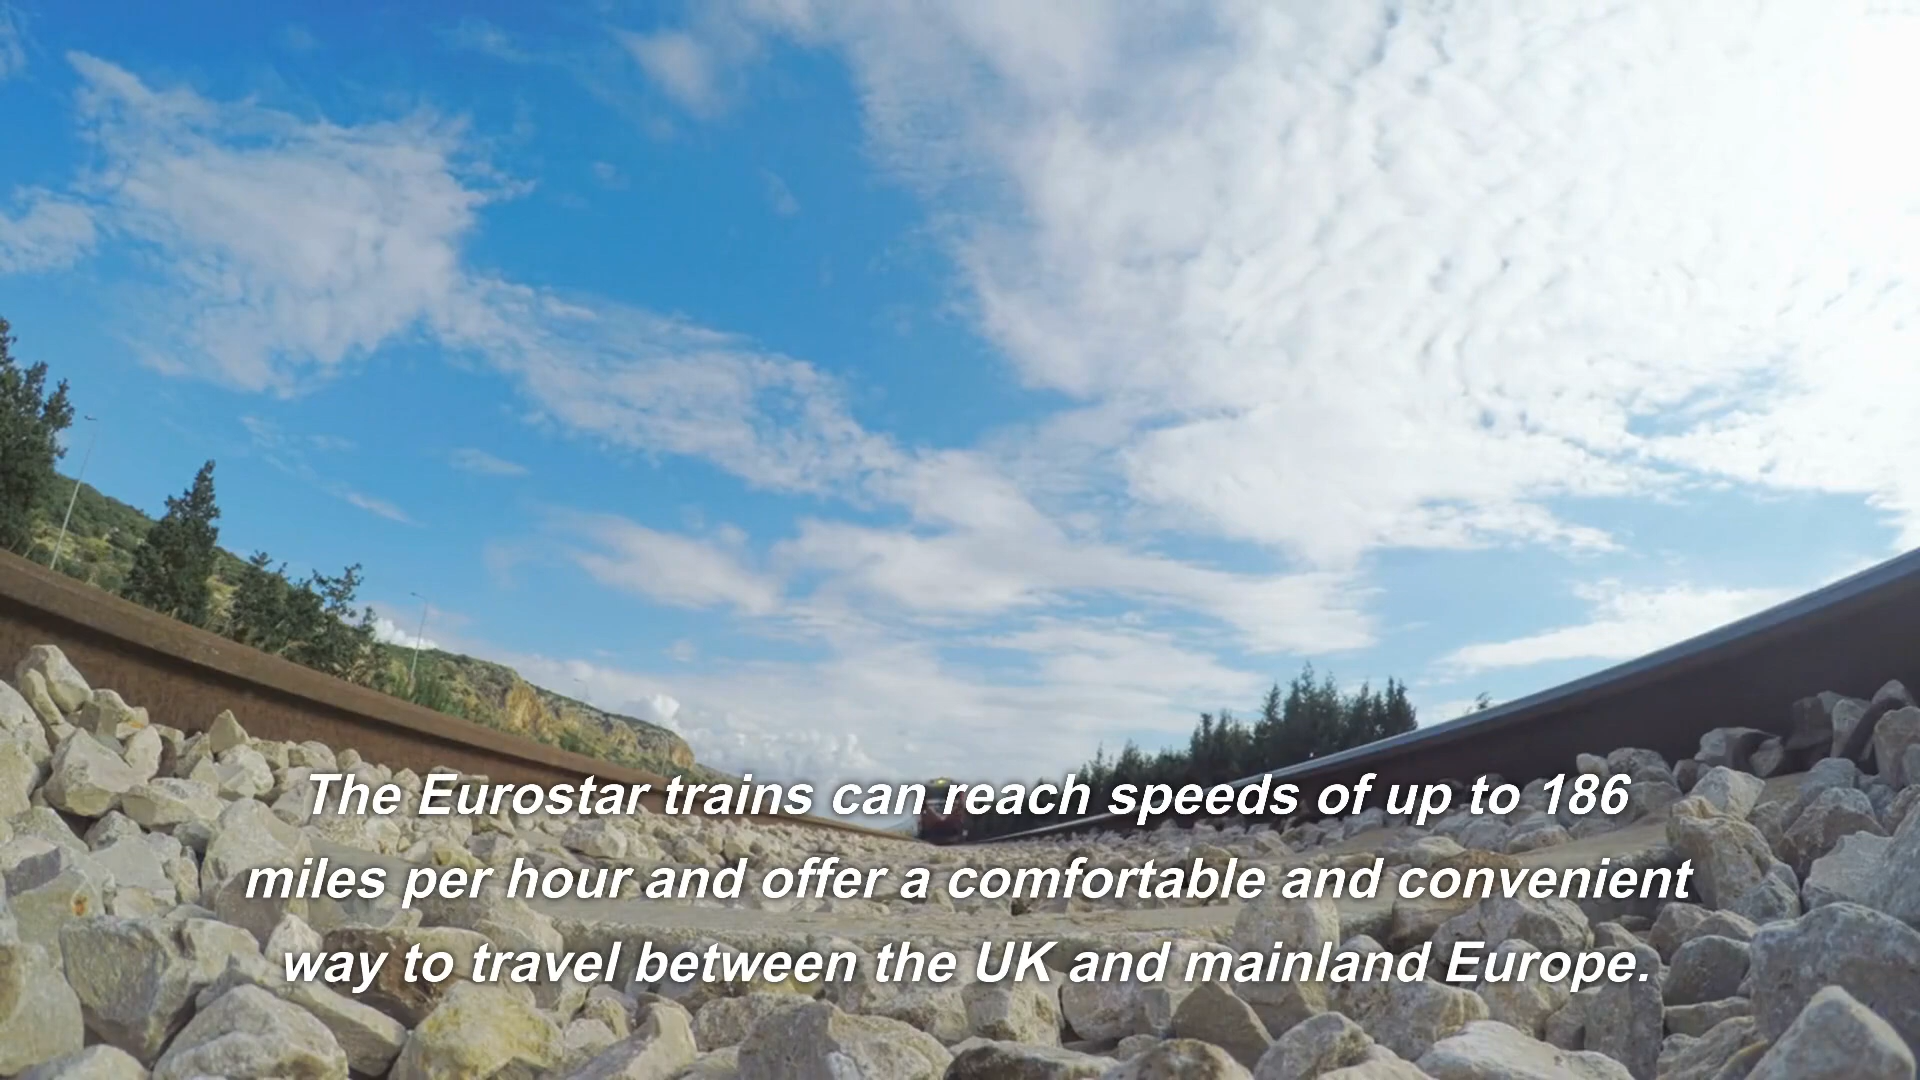 The Eurostar trains can reach speeds of up to 186
miles per hour and offer a comfortable and convenient
way to travel between the UK and mainland Europe.